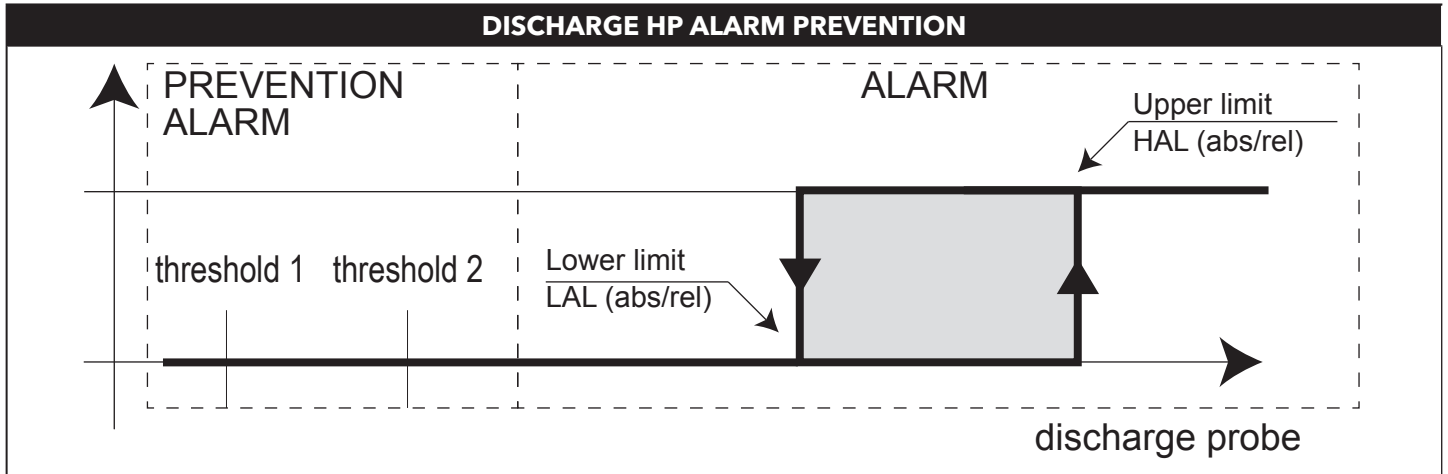 DISCHARGE HP ALARM PREVENTION
PREVENTION
ALARM
ALARM
Upper limit
HAL (abs/rel)
threshold 1
threshold 2
Lower limit
LAL (abs/rel)
discharge probe